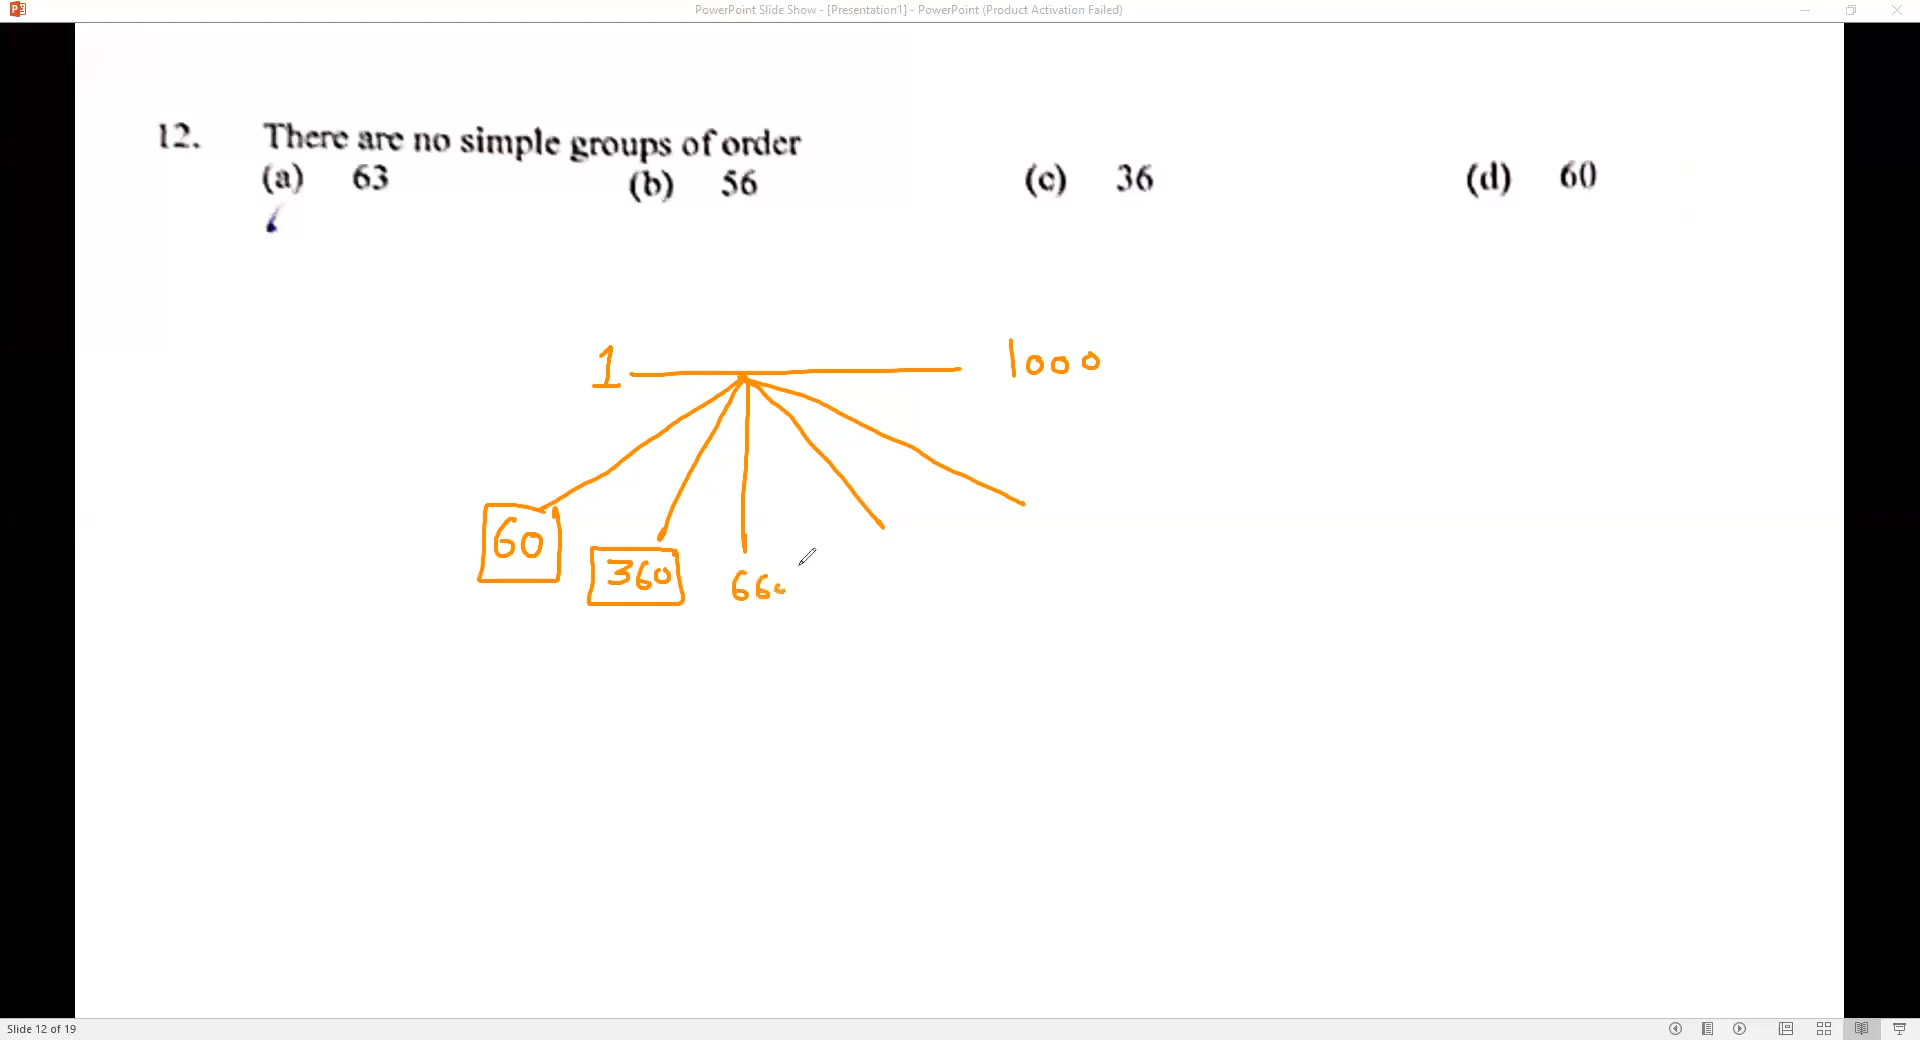 PowerPoint Slide Show - [Presentation1] - PowerPoint (Product Activation Failed)
12. There are no simple groups of order
(a) 63 (b) 56 (c) 36 (d) 60
1 1000
60 360 660
Slide 12 of 19